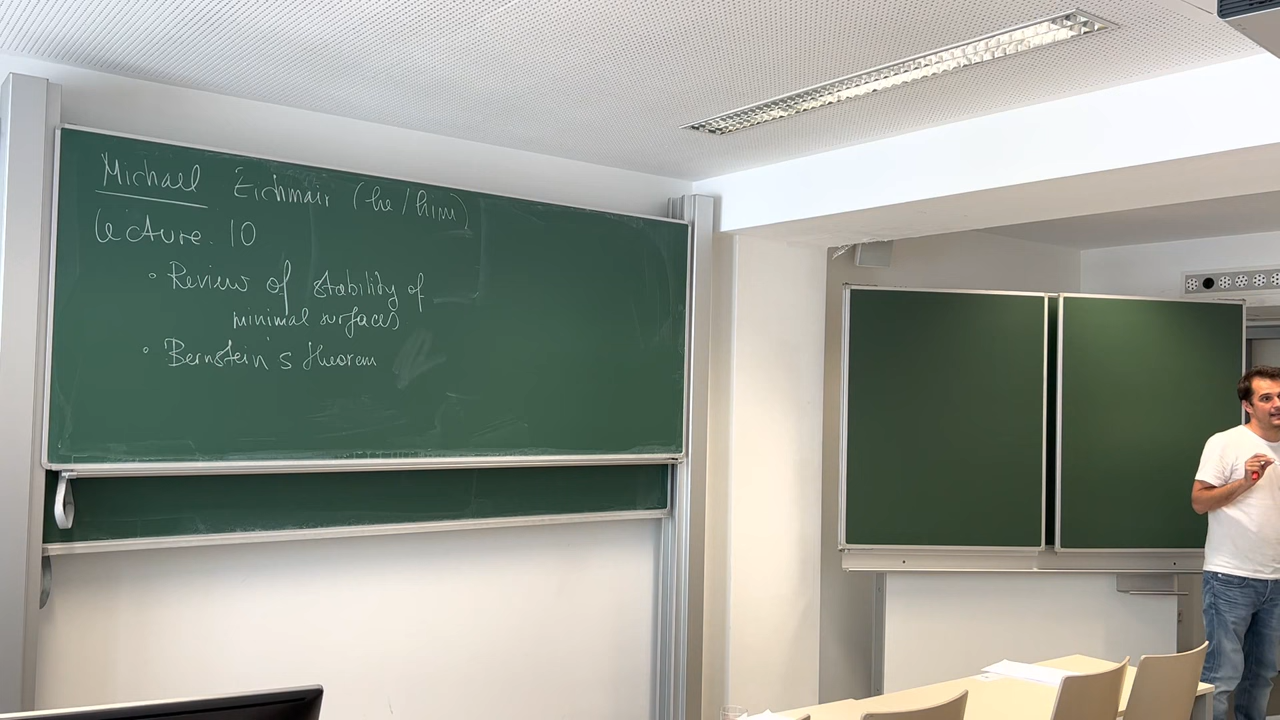 Michael Eichmair (he/him)
Lecture 10
• Review of stability of
minimal surfaces
• Bernstein's theorem